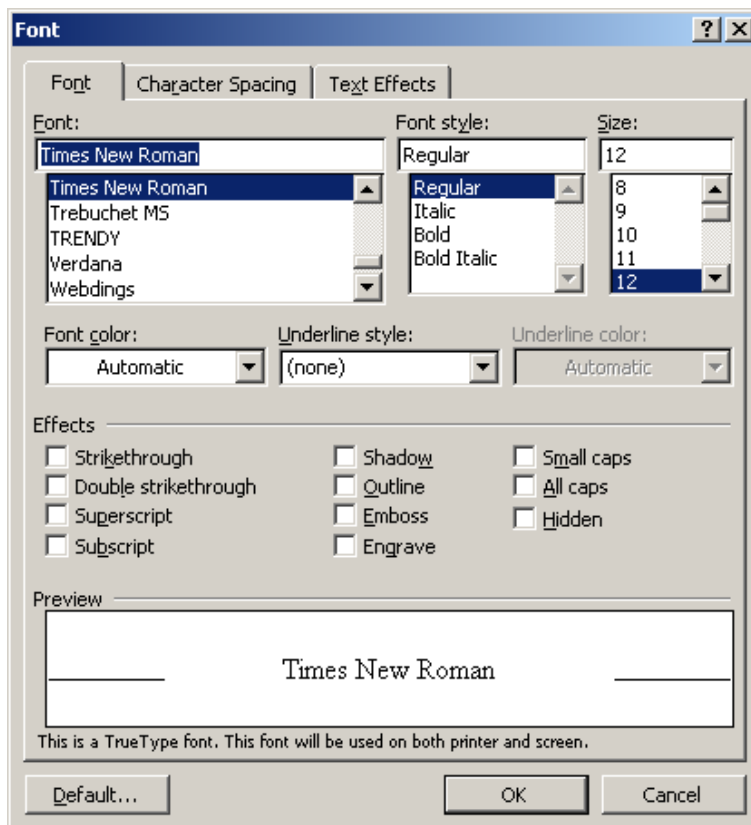 Font
Font Character Spacing Text Effects
Font: Font style: Size:
Times New Roman Regular 12
Times New Roman Regular 8
Trebuchet MS Italic 9
TRENDY Bold 10
Verdana Bold Italic 11
Webdings 12
Font color: Underline style: Underline color:
Automatic (none) Automatic
Effects
Strikethrough Shadow Small caps
Double strikethrough Outline All caps
Superscript Emboss Hidden
Subscript Engrave
Preview
Times New Roman
This is a TrueType font. This font will be used on both printer and screen.
Default... OK Cancel